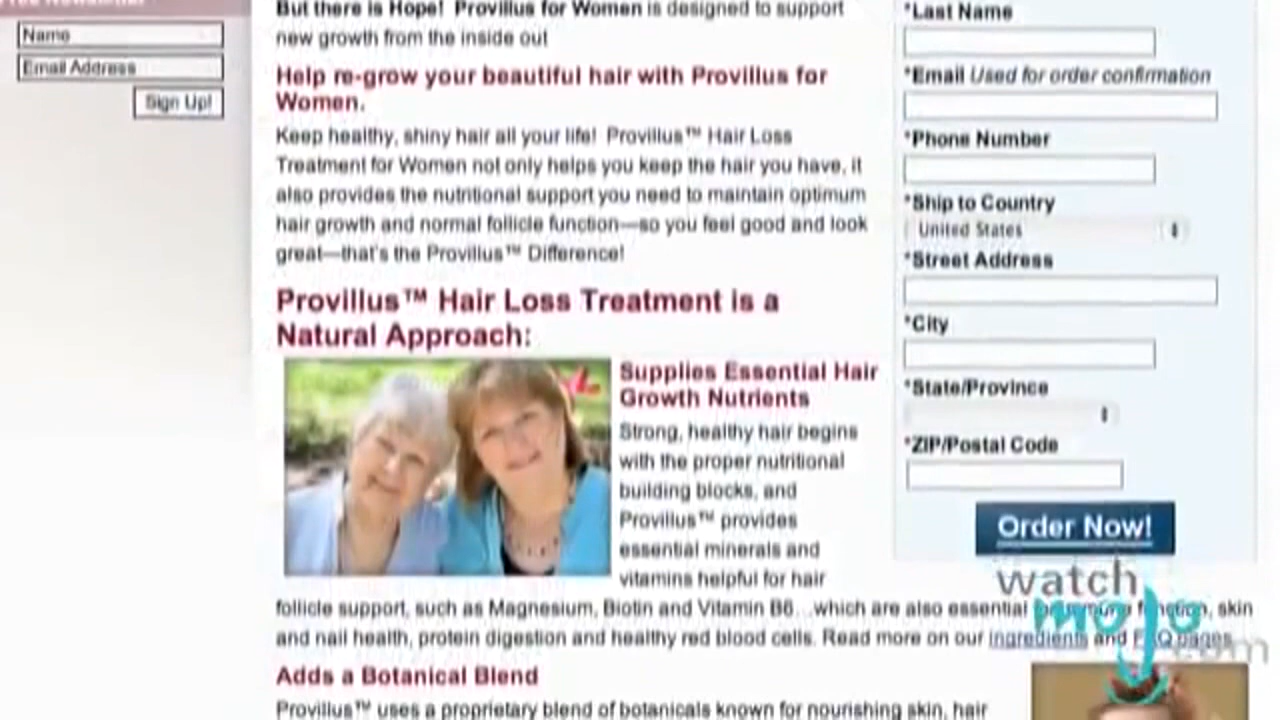 Name
Email Address
Sign Up!
But there is Hope! Provillus for Women is designed to support
new growth from the inside out
Help re-grow your beautiful hair with Provillus for
Women.
Keep healthy, shiny hair all your life! Provillus™ Hair Loss
Treatment for Women not only helps you keep the hair you have, it
also provides the nutritional support you need to maintain optimum
hair growth and normal follicle function—so you feel good and look
great—that's the Provillus™ Difference!
Provillus™ Hair Loss Treatment is a
Natural Approach:
Supplies Essential Hair
Growth Nutrients
Strong, healthy hair begins
with the proper nutritional
building blocks, and
Provillus™ provides
essential minerals and
vitamins helpful for hair
follicle support, such as Magnesium, Biotin and Vitamin B6...which are also essential function, skin
and nail health, protein digestion and healthy red blood cells. Read more on our ingredients and FAQ pages
Adds a Botanical Blend
Provillus™ uses a proprietary blend of botanicals known for nourishing skin, hair
*Last Name
*Email Used for order confirmation
*Phone Number
*Ship to Country
United States
*Street Address
*City
*State/Province
*ZIP/Postal Code
Order Now!
watch
mojo
.com